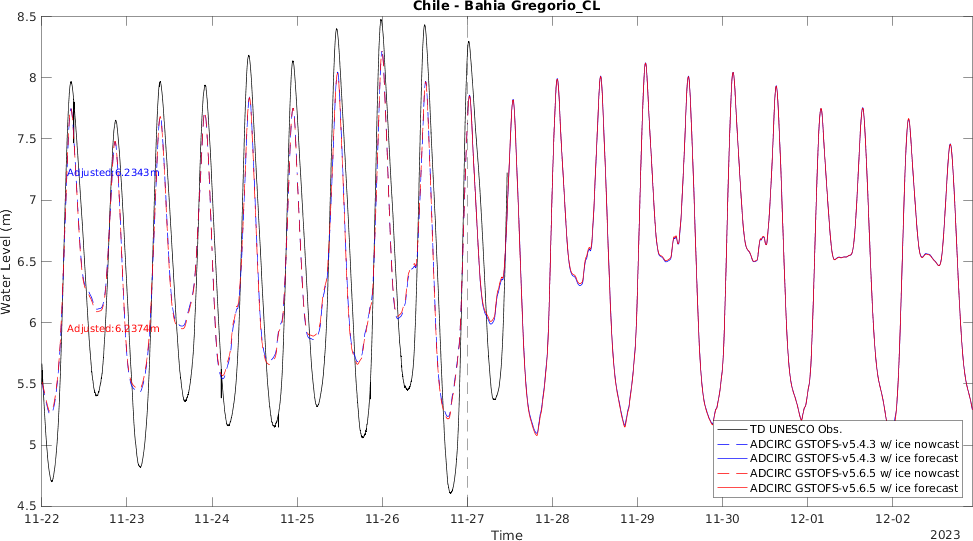 Chile - Bahia Gregorio_CL
Water Level (m)
8.5
8
7.5
7
6.5
6
5.5
5
4.5
Adjusted:6.2343m
Adjusted:6.2374m
TD UNESCO Obs.
ADCIRC GSTOFS-v5.4.3 w/ ice nowcast
ADCIRC GSTOFS-v5.4.3 w/ ice forecast
ADCIRC GSTOFS-v5.6.5 w/ ice nowcast
ADCIRC GSTOFS-v5.6.5 w/ ice forecast
11-22 11-23 11-24 11-25 11-26 11-27 11-28 11-29 11-30 12-01 12-02
Time
2023